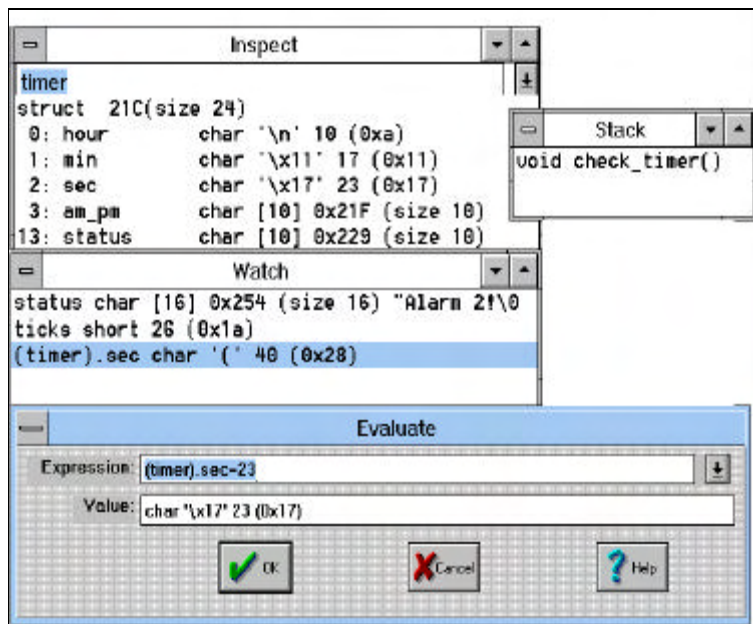 Inspect
timer
struct 21C(size 24)
0: hour char '\n' 10 (0xa)
1: min char '\x11' 17 (0x11)
2: sec char '\x17' 23 (0x17)
3: am_pm char [10] 0x21F (size 10)
13: status char [10] 0x229 (size 10)
Stack
void check_timer()
Watch
status char [16] 0x254 (size 16) "Alarm 2!\0
ticks short 26 (0x1a)
(timer).sec char '(' 40 (0x28)
Evaluate
Expression: (timer).sec=23
Value: char '\x17' 23 (0x17)
OK
Cancel
Help